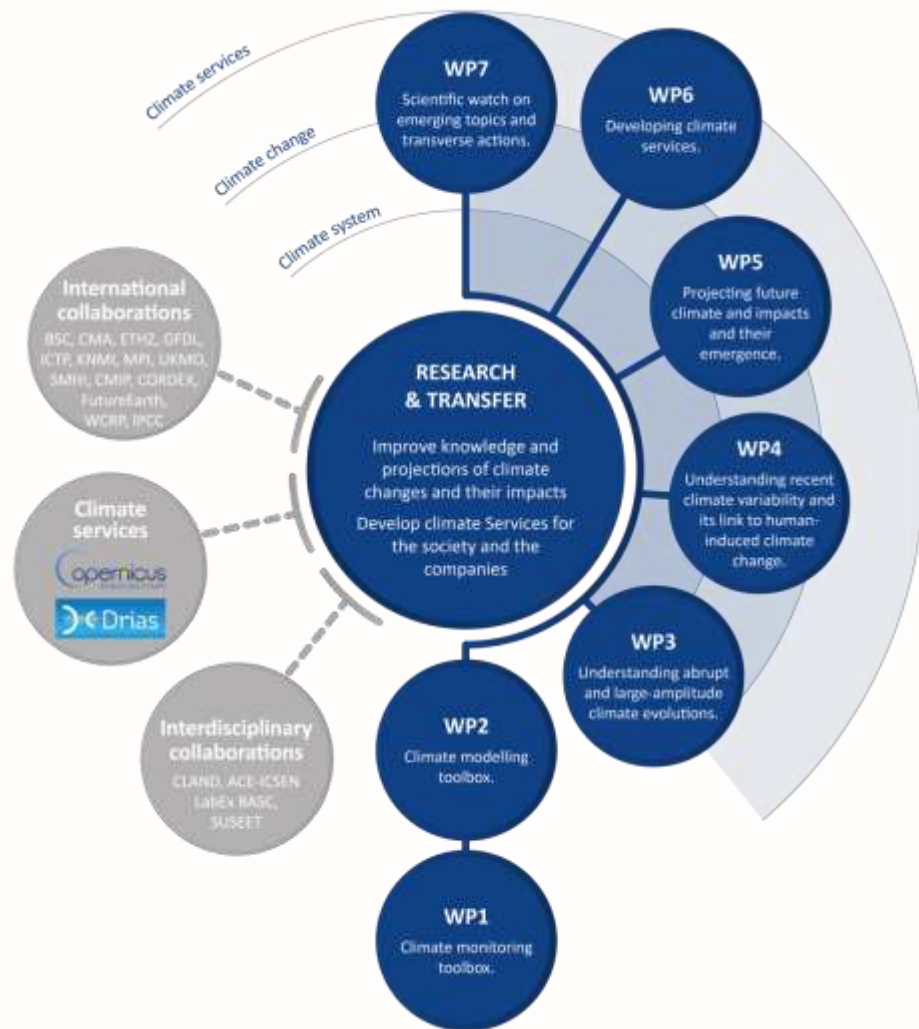 Climate services
Climate change
Climate system
WP7
Scientific watch on
emerging topics and
transverse actions.
WP6
Developing climate
services.
WP5
Projecting future
climate and impacts
and their
emergence.
WP4
Understanding recent
climate variability and
its link to human-
induced climate
change.
WP3
Understanding abrupt
and large-amplitude
climate evolutions.
WP2
Climate modelling
toolbox.
WP1
Climate monitoring
toolbox.
RESEARCH
& TRANSFER
Improve knowledge and
projections of climate
changes and their impacts
Develop climate Services for
the society and the
companies
International
collaborations
BSC, CMA, ETHZ, GFDL,
ICTP, KNMI, MPI, UKMO,
SMHI, CMIP, CORDEX,
FutureEarth,
WCRP, IPCC
Climate
services
Copernicus
Drias
Interdisciplinary
collaborations
CLAND, ACE-ICSEN
LabEx BASC,
SUSEET